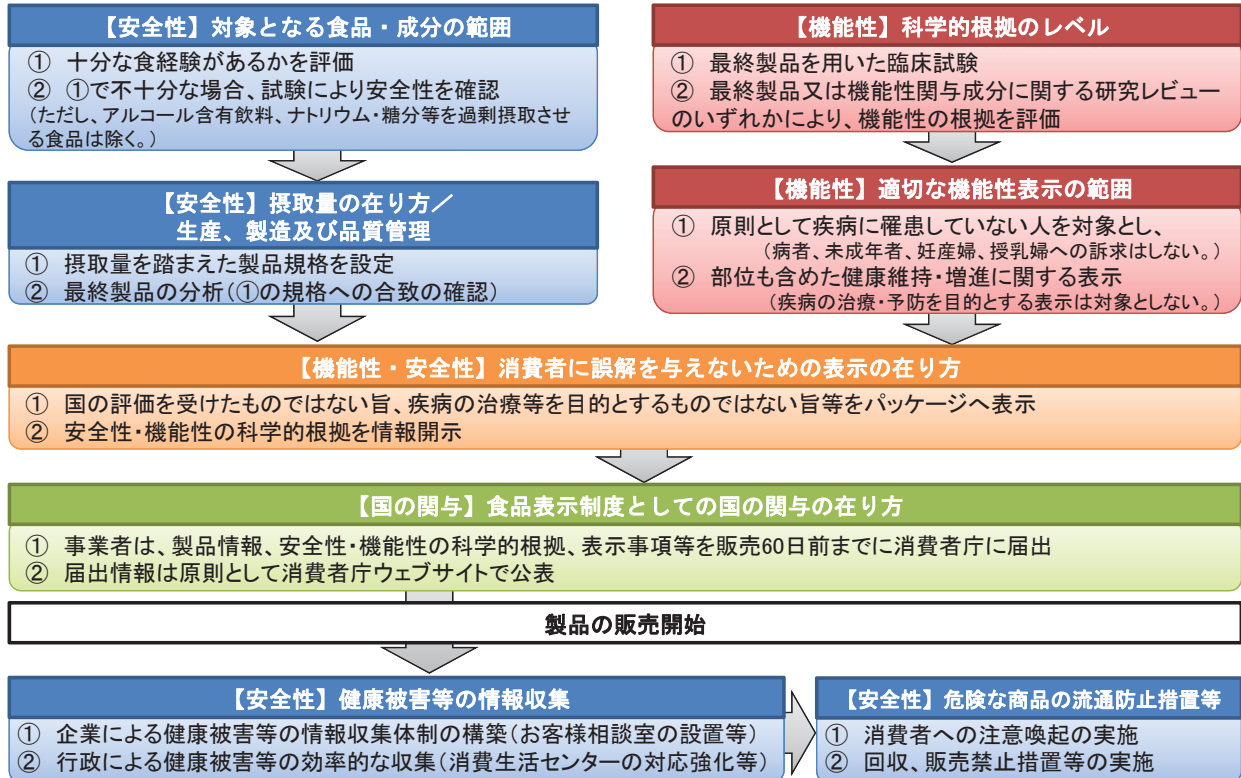 【安全性】対象となる食品・成分の範囲
① 十分な食経験があるかを評価
② ①で不十分な場合、試験により安全性を確認
(ただし、アルコール含有飲料、ナトリウム・糖分等を過剰摂取させ
る食品は除く。)
【安全性】摂取量の在り方／
生産、製造及び品質管理
① 摂取量を踏まえた製品規格を設定
② 最終製品の分析(①の規格への合致の確認)
【機能性】科学的根拠のレベル
① 最終製品を用いた臨床試験
② 最終製品又は機能性関与成分に関する研究レビュー
のいずれかにより、機能性の根拠を評価
【機能性】適切な機能性表示の範囲
① 原則として疾病に罹患していない人を対象とし、
(病者、未成年者、妊産婦、授乳婦への訴求はしない。)
② 部位も含めた健康維持・増進に関する表示
(疾病の治療・予防を目的とする表示は対象としない。)
【機能性・安全性】消費者に誤解を与えないための表示の在り方
① 国の評価を受けたものではない旨、疾病の治療等を目的とするものではない旨等をパッケージへ表示
② 安全性・機能性の科学的根拠を情報開示
【国の関与】食品表示制度としての国の関与の在り方
① 事業者は、製品情報、安全性・機能性の科学的根拠、表示事項等を販売60日前までに消費者庁に届出
② 届出情報は原則として消費者庁ウェブサイトで公表
製品の販売開始
【安全性】健康被害等の情報収集
① 企業による健康被害等の情報収集体制の構築(お客様相談室の設置等)
② 行政による健康被害等の効率的な収集(消費生活センターの対応強化等)
【安全性】危険な商品の流通防止措置等
① 消費者への注意喚起の実施
② 回収、販売禁止措置等の実施